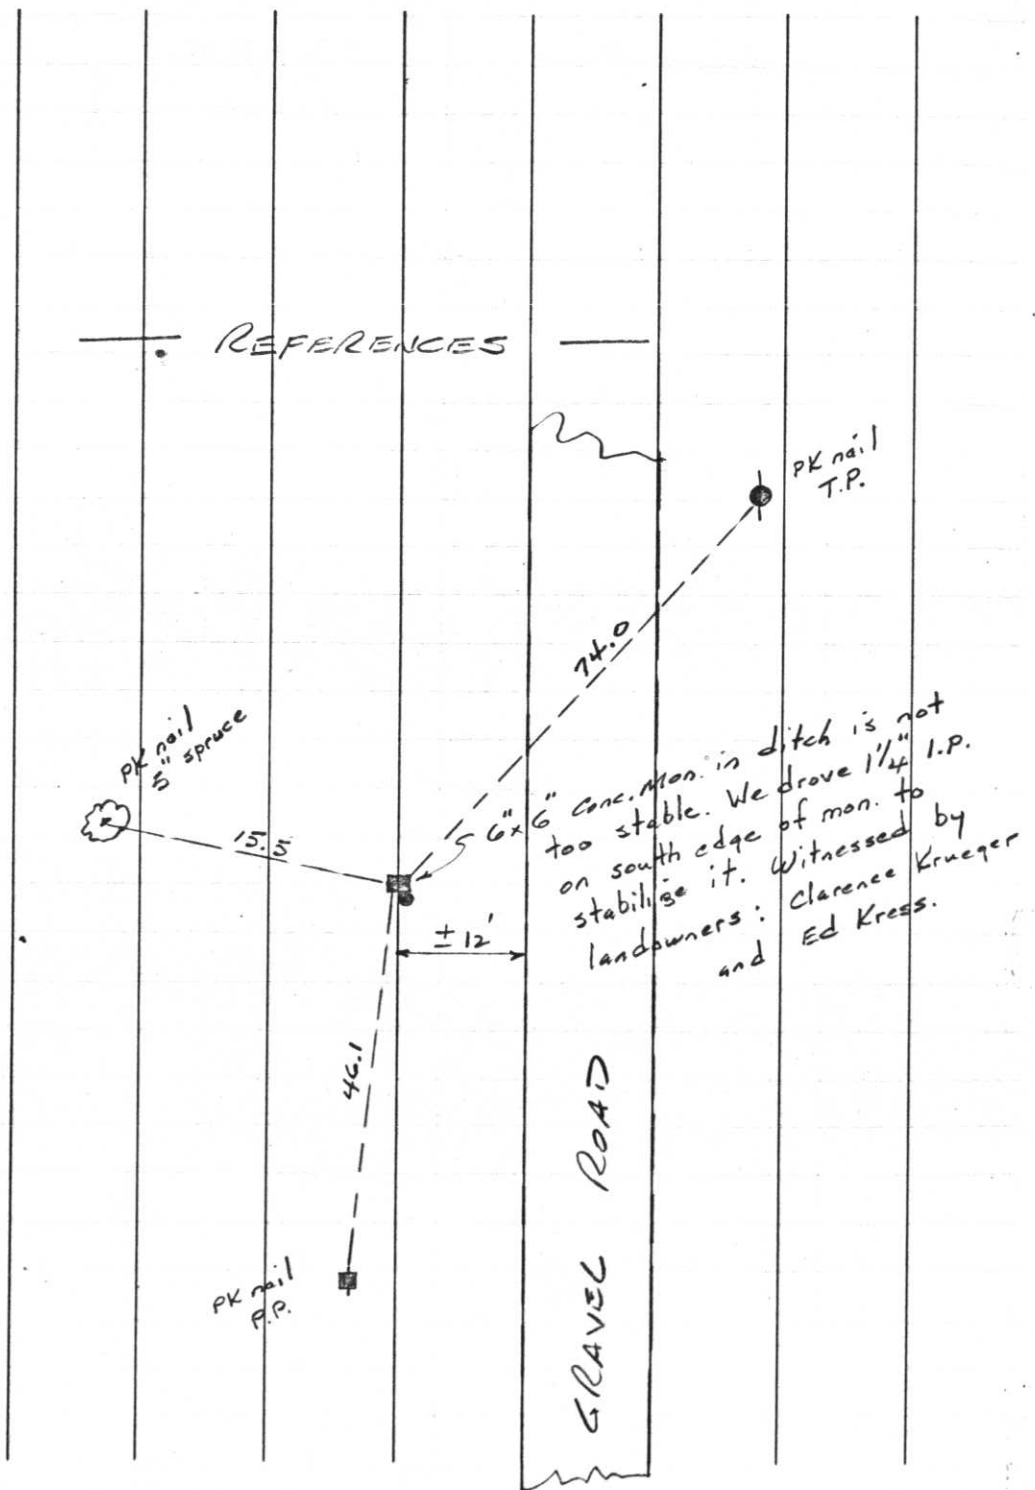 REFERENCES
PK nail
T.P.
74.0
PK nail
5" spruce
15.5
6"x6" conc. Mon. in ditch is not
too stable. We drove 1¼" I.P.
on south edge of mon. to
stabilize it. Witnessed by
landowners: Clarence Krueger
and Ed Kress.
± 12'
46.1
PK nail
P.P.
GRAVEL ROAD